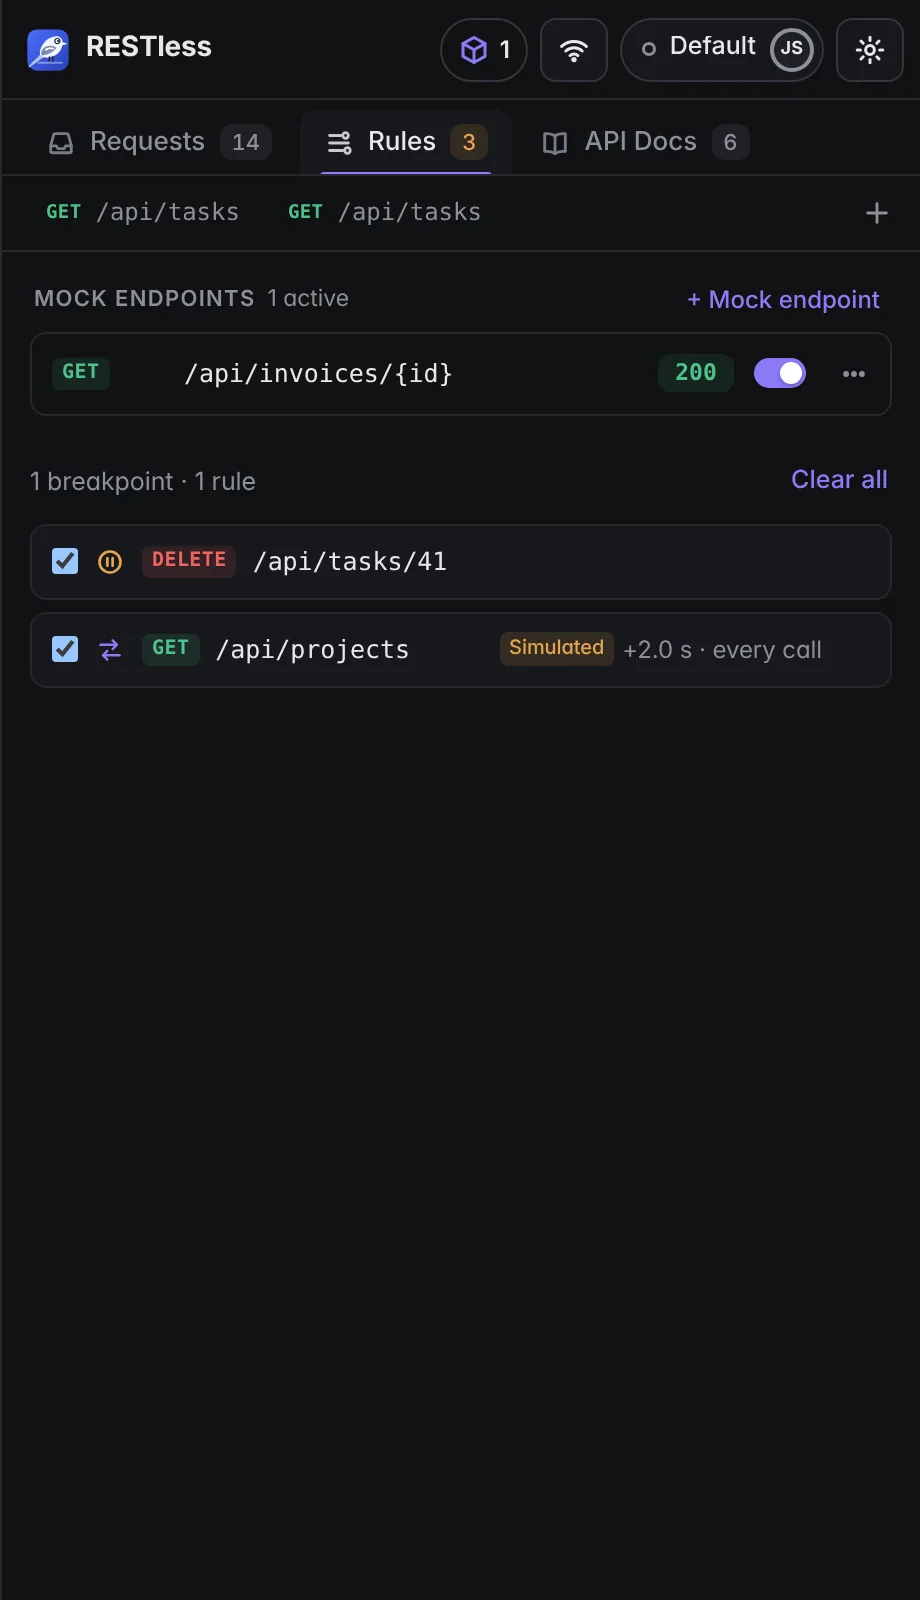 RESTless
1
Default
JS
Requests 14
Rules 3
API Docs 6
GET /api/tasks
GET /api/tasks
+
MOCK ENDPOINTS 1 active
+ Mock endpoint
GET /api/invoices/{id} 200
1 breakpoint · 1 rule
Clear all
DELETE /api/tasks/41
GET /api/projects Simulated +2.0 s · every call